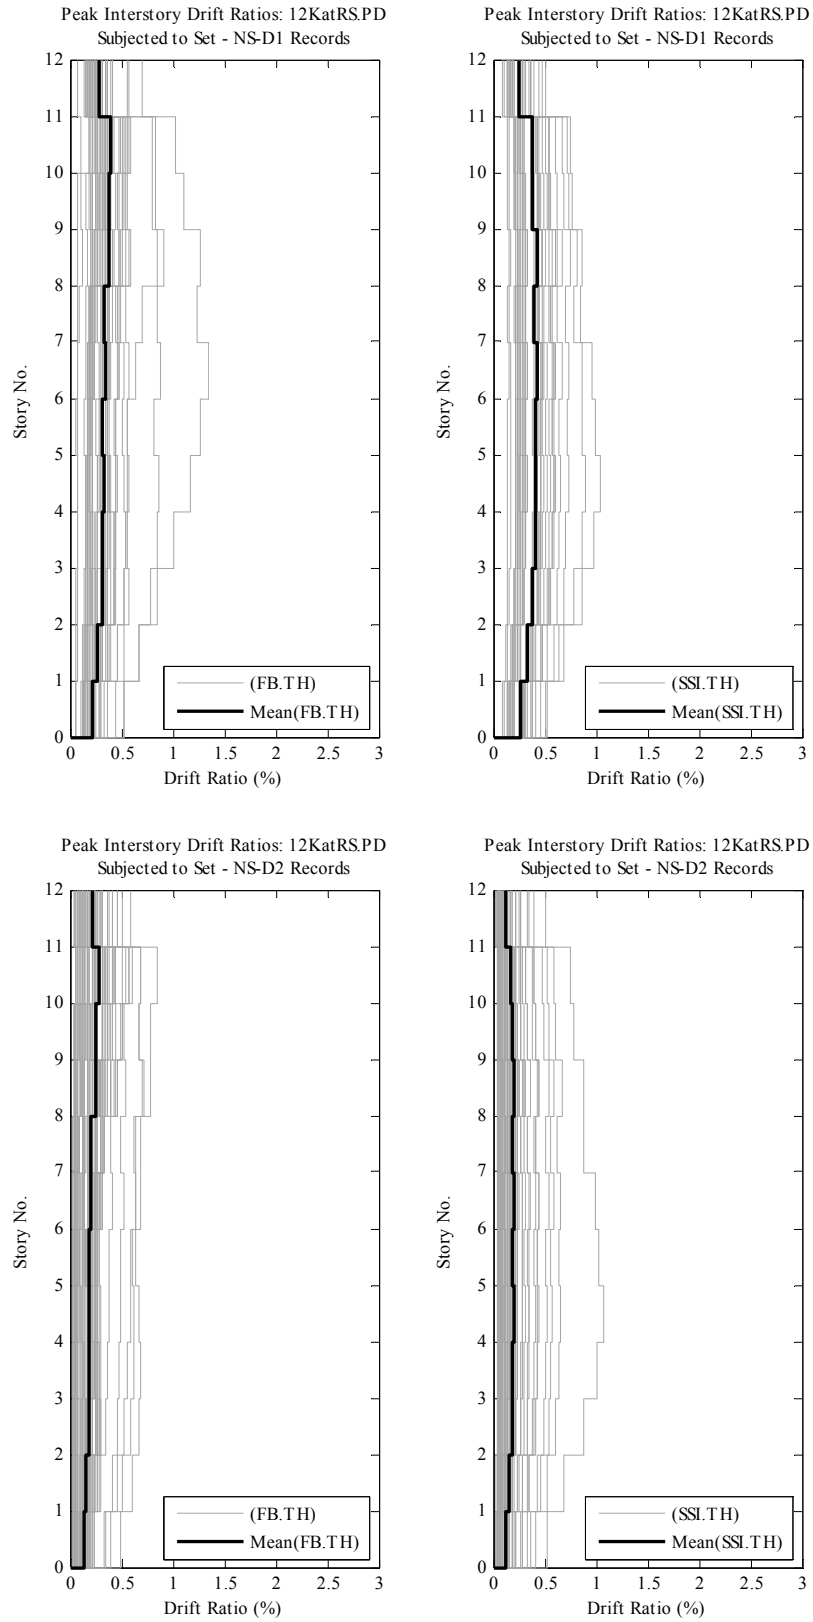 Peak Interstory Drift Ratios: 12KatRS.PD
Subjected to Set - NS-D1 Records
12
11
10
9
8
7
6
5
4
3
2
1
0
Story No.
(FB.TH)
Mean(FB.TH)
0 0.5 1 1.5 2 2.5 3
Drift Ratio (%)
Peak Interstory Drift Ratios: 12KatRS.PD
Subjected to Set - NS-D1 Records
12
11
10
9
8
7
6
5
4
3
2
1
0
Story No.
(SSI.TH)
Mean(SSI.TH)
0 0.5 1 1.5 2 2.5 3
Drift Ratio (%)
Peak Interstory Drift Ratios: 12KatRS.PD
Subjected to Set - NS-D2 Records
12
11
10
9
8
7
6
5
4
3
2
1
0
Story No.
(FB.TH)
Mean(FB.TH)
0 0.5 1 1.5 2 2.5 3
Drift Ratio (%)
Peak Interstory Drift Ratios: 12KatRS.PD
Subjected to Set - NS-D2 Records
12
11
10
9
8
7
6
5
4
3
2
1
0
Story No.
(SSI.TH)
Mean(SSI.TH)
0 0.5 1 1.5 2 2.5 3
Drift Ratio (%)